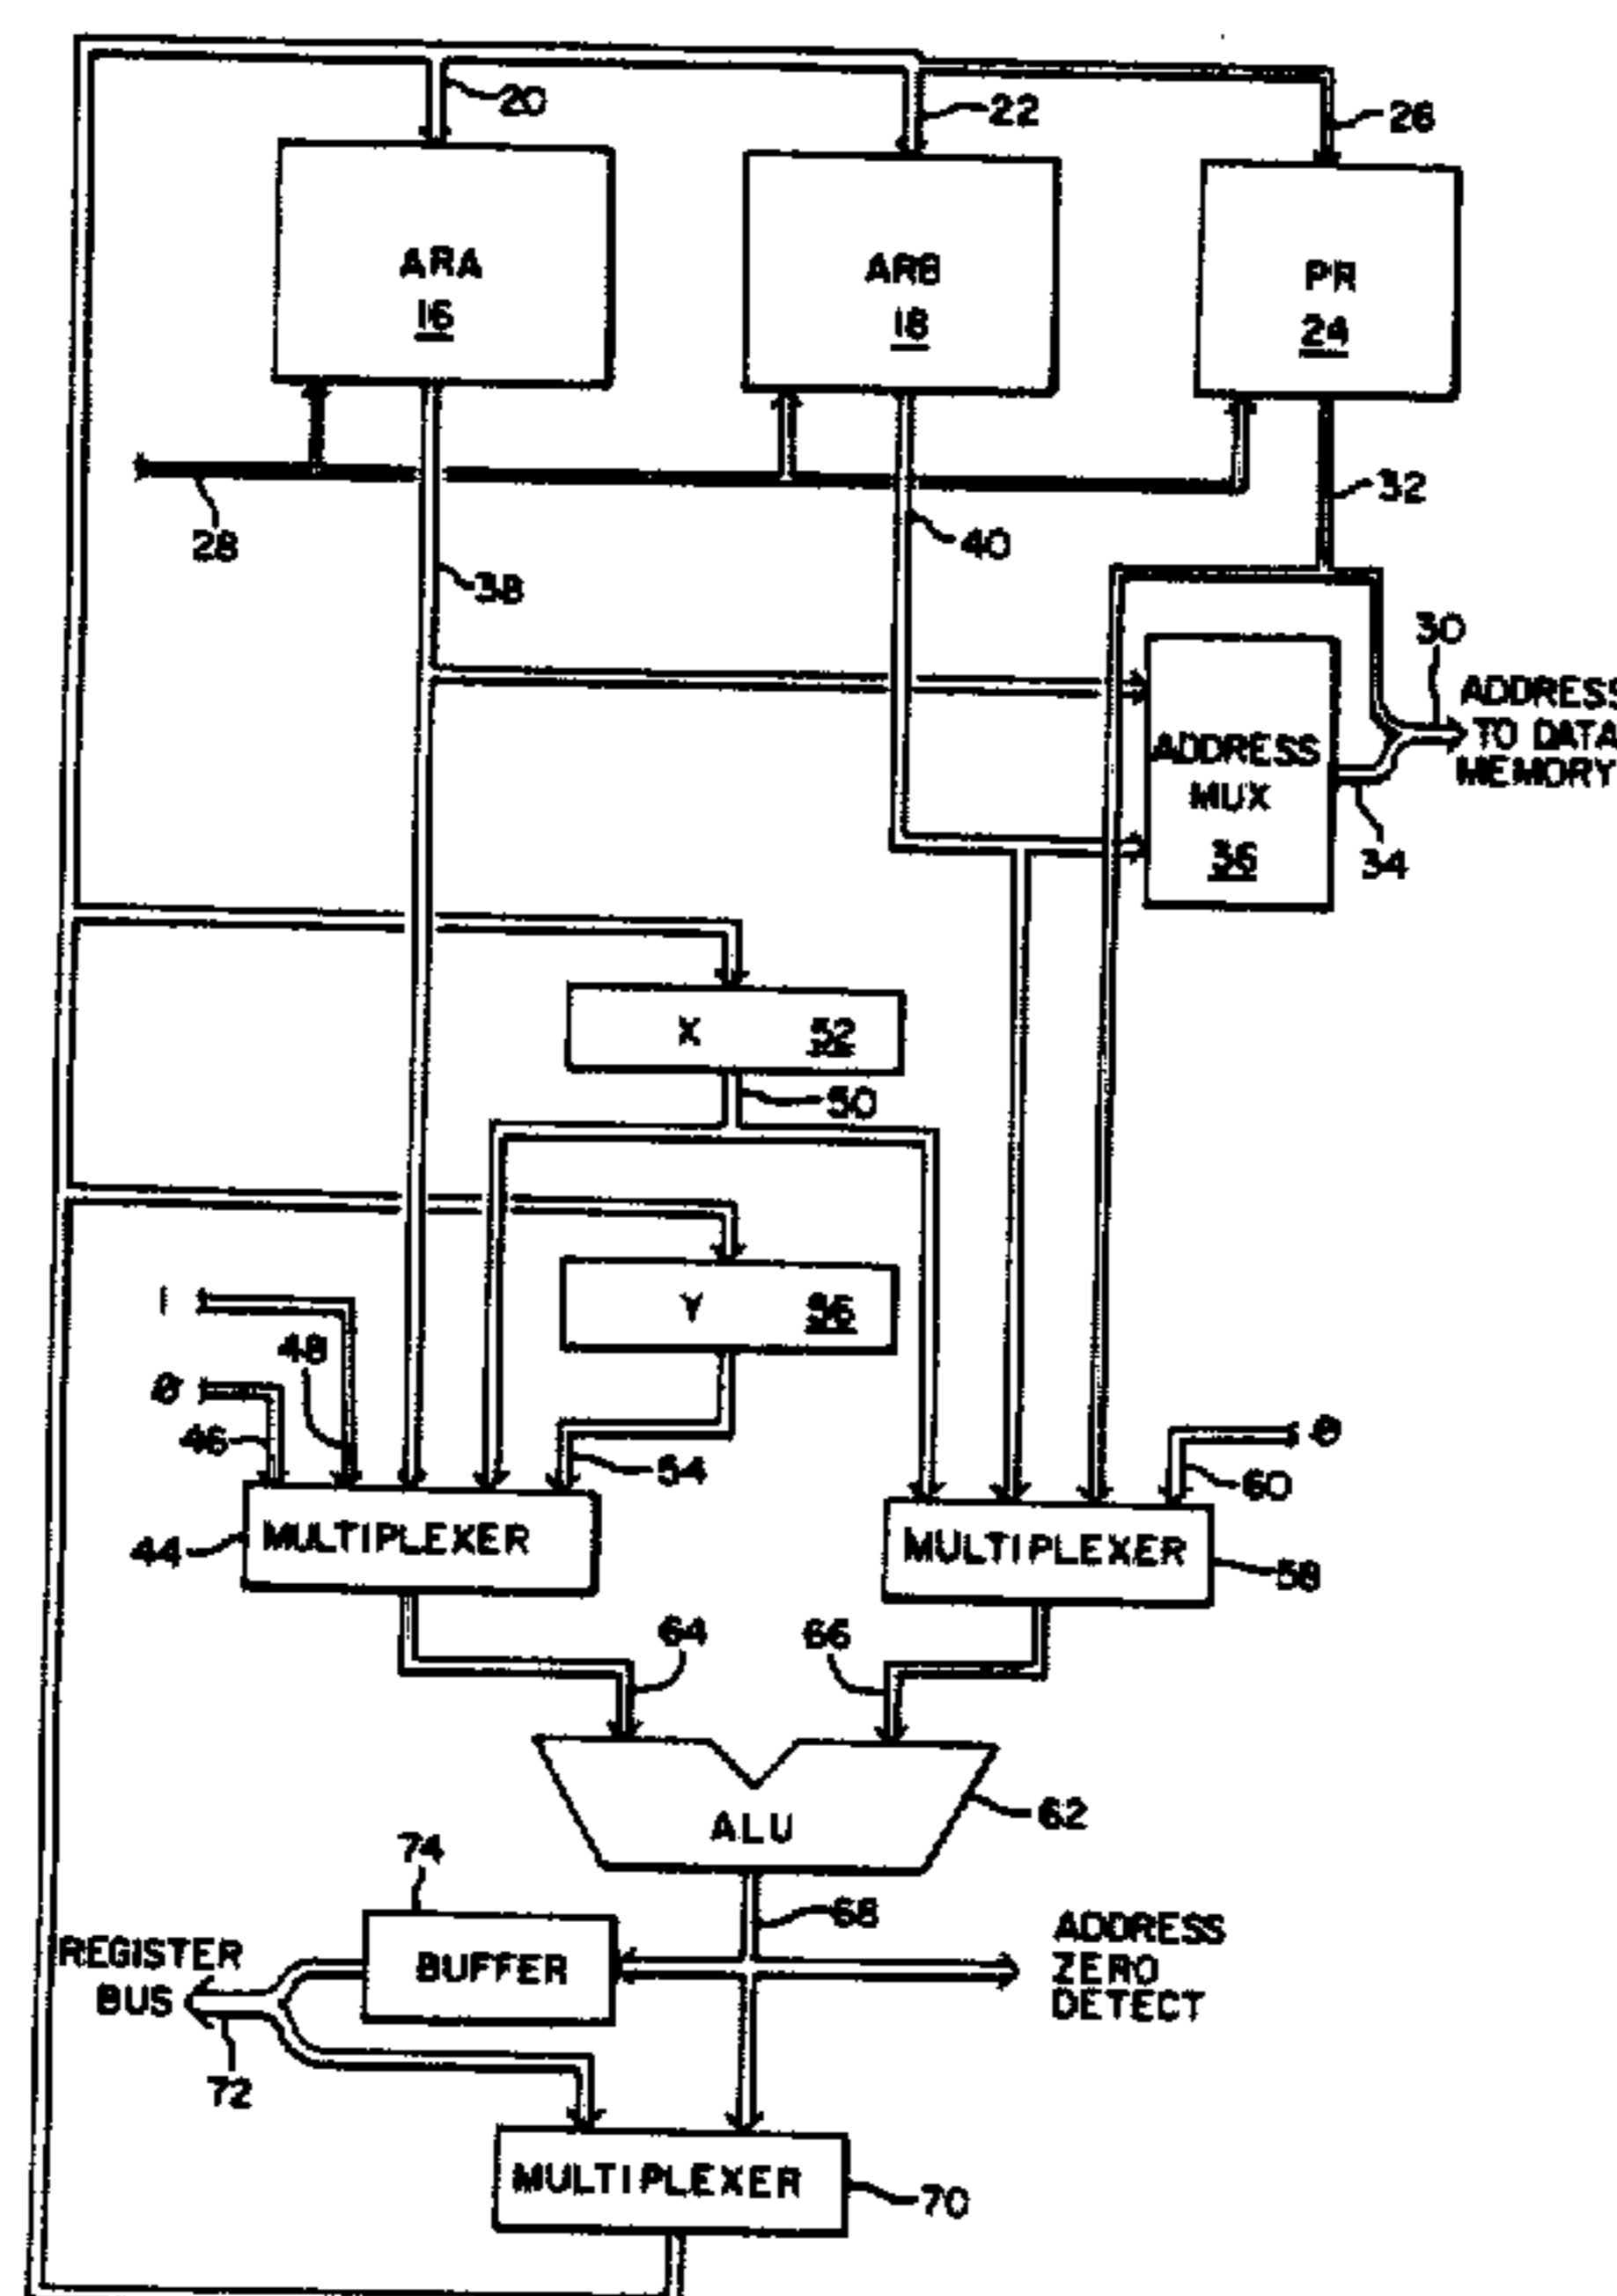 20
22
26
ARA
16
ARB
18
PR
24
28
38
40
32
30
ADDRESS
TO DATA
MEMORY
ADDRESS
MUX
36
34
X 52
50
1
Y 56
48
0
46
54
0
60
44
MULTIPLEXER
MULTIPLEXER
58
64
66
ALU
62
74
68
REGISTER
BUS
BUFFER
ADDRESS
ZERO
DETECT
72
MULTIPLEXER
70